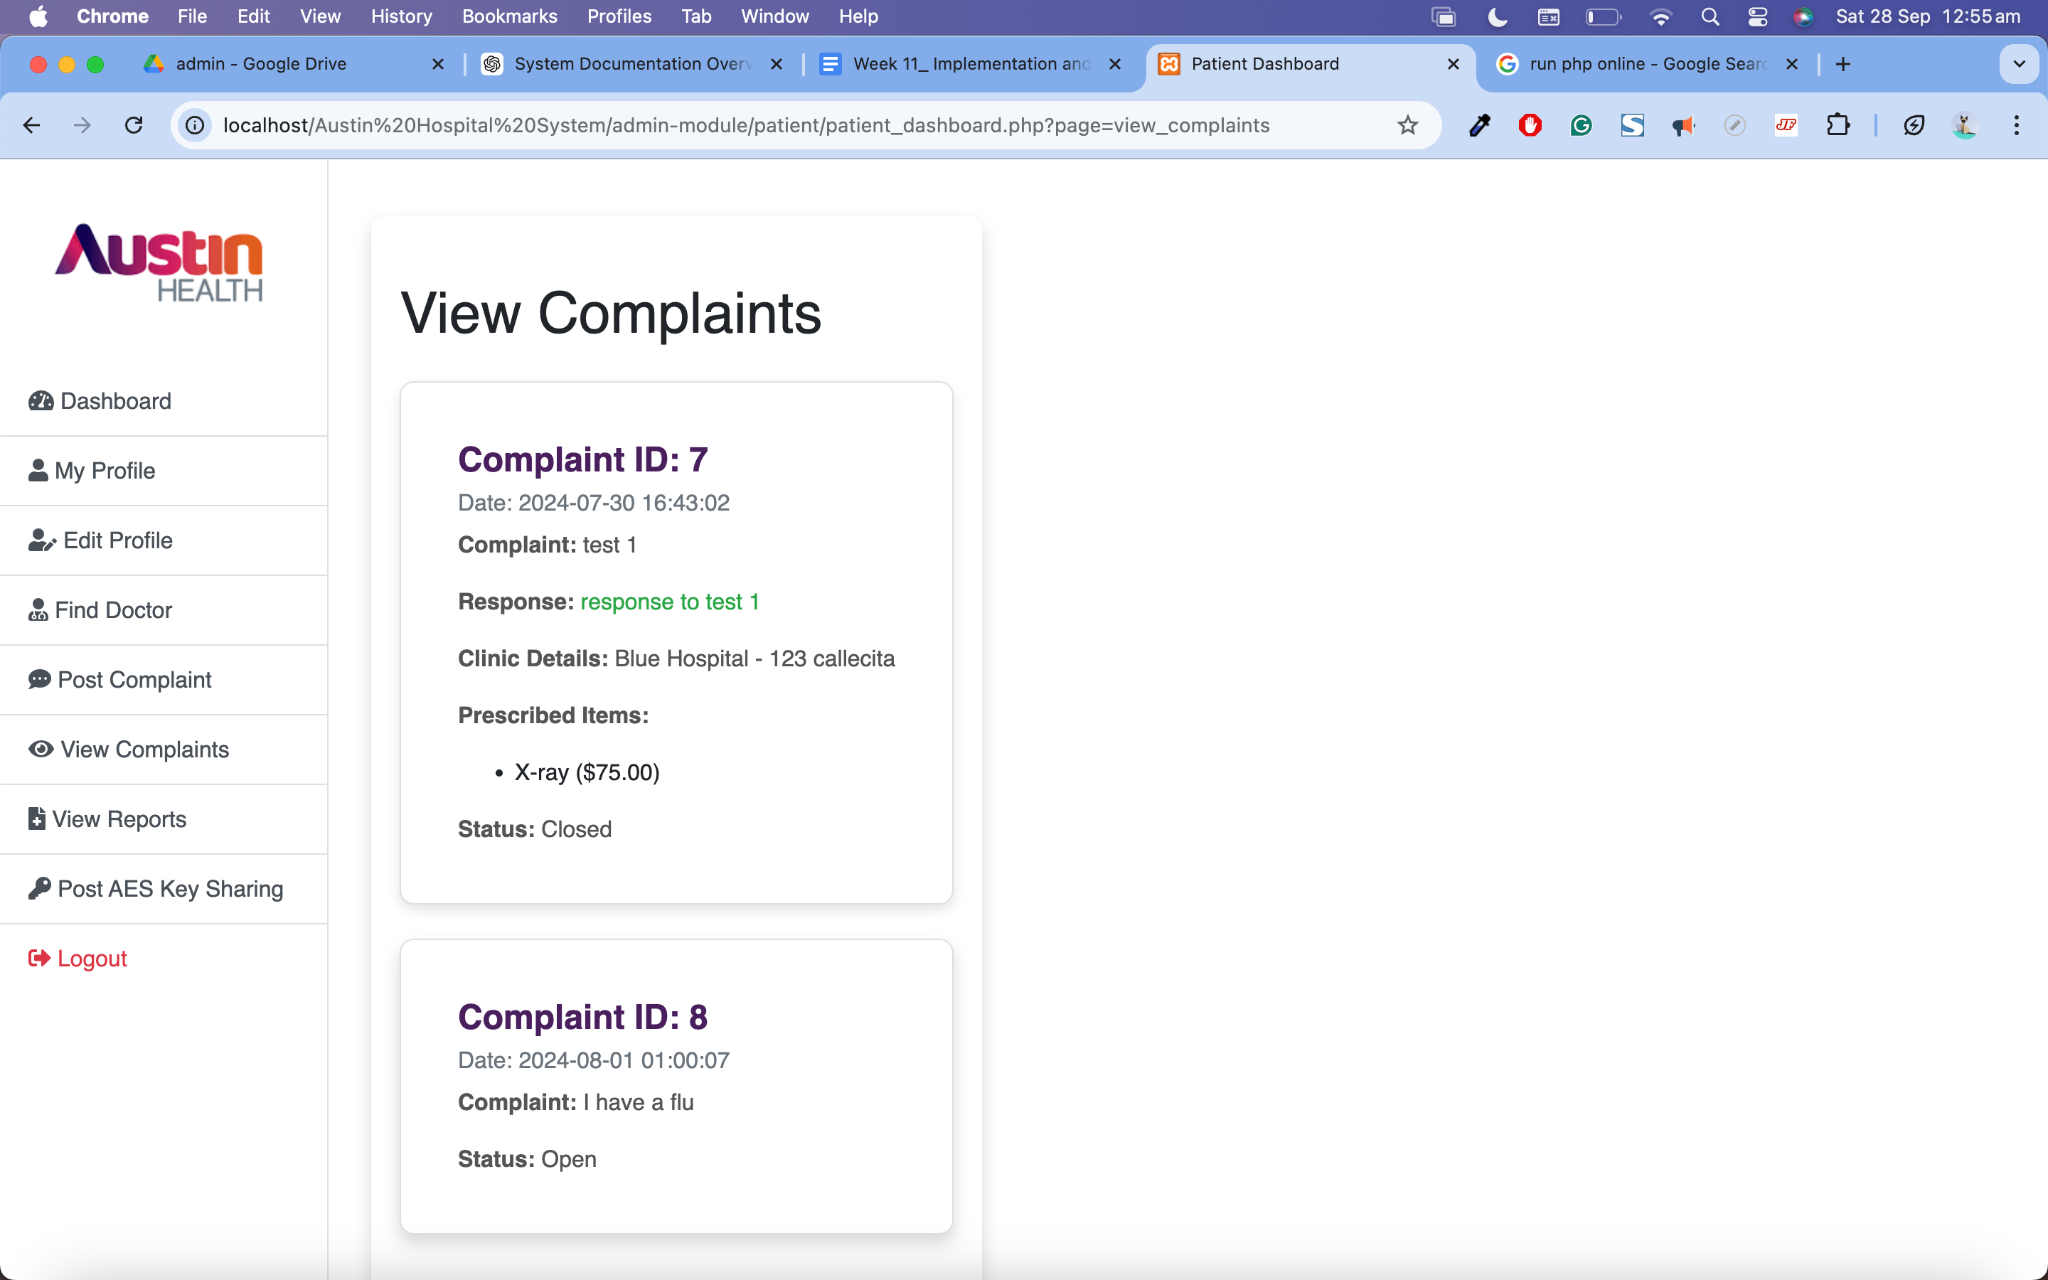 Chrome File Edit View History Bookmarks Profiles Tab Window Help Sat 28 Sep 12:55am
admin - Google Drive System Documentation Over Week 11_ Implementation and Patient Dashboard run php online - Google Sear
localhost/Austin%20Hospital%20System/admin-module/patient/patient_dashboard.php?page=view_complaints
Austin
HEALTH
Dashboard
My Profile
Edit Profile
Find Doctor
Post Complaint
View Complaints
View Reports
Post AES Key Sharing
Logout
View Complaints
Complaint ID: 7
Date: 2024-07-30 16:43:02
Complaint: test 1
Response: response to test 1
Clinic Details: Blue Hospital - 123 callecita
Prescribed Items:
• X-ray ($75.00)
Status: Closed
Complaint ID: 8
Date: 2024-08-01 01:00:07
Complaint: I have a flu
Status: Open